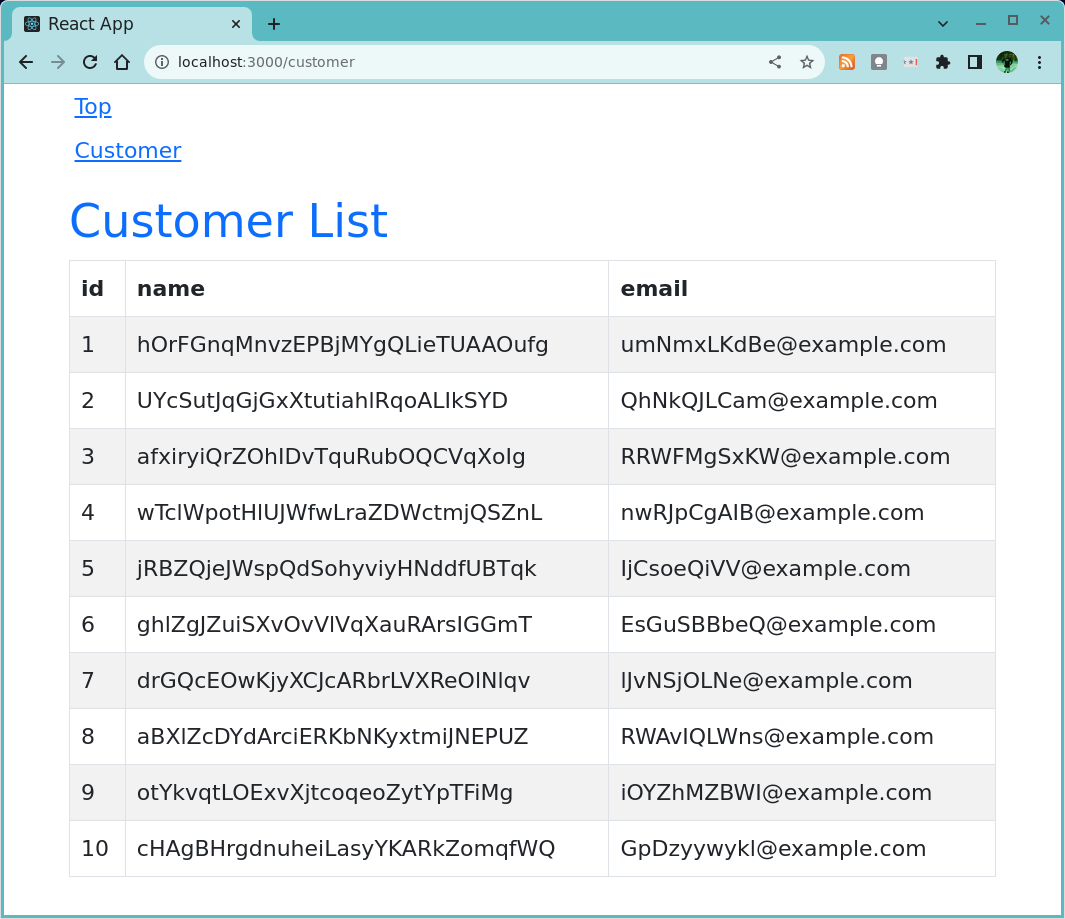 React App
localhost:3000/customer
Top
Customer
Customer List
id name email
1 hOrFGnqMnvzEPBjMYgQLieTUAAOufg umNmxLKdBe@example.com
2 UYcSutJqGjGxXtutiahlRqoALIkSYD QhNkQJLCam@example.com
3 afxiryiQrZOhIDvTquRubOQCVqXoIg RRWFMgSxKW@example.com
4 wTclWpotHlUJWfwLraZDWctmjQSZnL nwRJpCgAIB@example.com
5 jRBZQjeJWspQdSohyviyHNddfUBTqk IjCsoeQiVV@example.com
6 ghlZgJZuiSXvOvVlVqXauRArsIGGmT EsGuSBBbeQ@example.com
7 drGQcEOwKjyXCJcARbrLVXReOINlqv lJvNSjOLNe@example.com
8 aBXlZcDYdArciERKbNKyxtmiJNEPUZ RWAvIQLWns@example.com
9 otYkvqtLOExvXjtcoqeoZytYpTFiMg iOYZhMZBWI@example.com
10 cHAgBHrgdnuheiLasyYKARkZomqfWQ GpDzyywykl@example.com